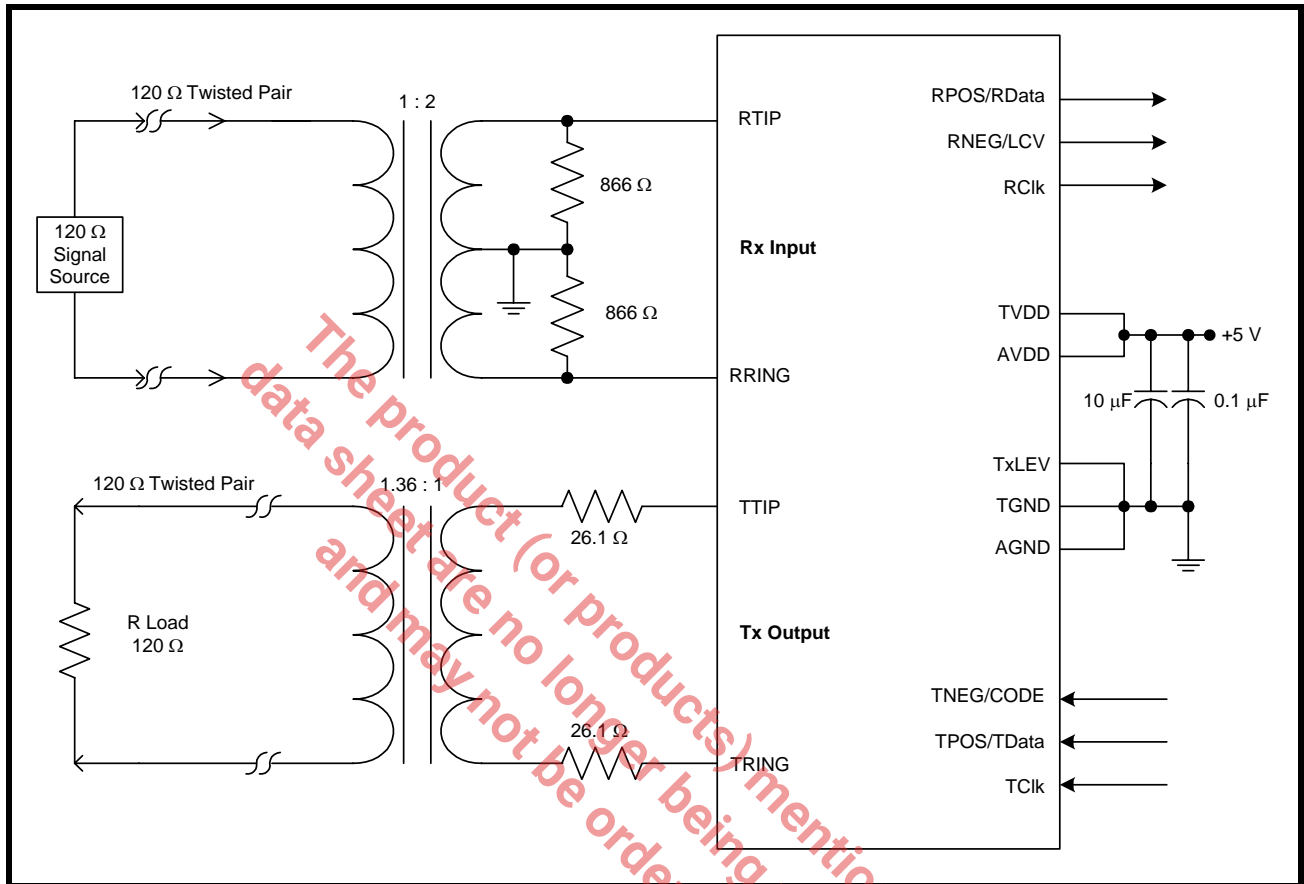 120 Ω Twisted Pair
1 : 2
120 Ω
Signal
Source
866 Ω
866 Ω
RTIP
Rx Input
RRING
RPOS/RData
RNEG/LCV
RClk
TVDD
AVDD
+5 V
10 μF
0.1 μF
TxLEV
TGND
AGND
120 Ω Twisted Pair
1.36 : 1
R Load
120 Ω
26.1 Ω
26.1 Ω
TTIP
Tx Output
TRING
TNEG/CODE
TPOS/TData
TClk
The product (or products) mentio
data sheet are no longer being
and may not be orde